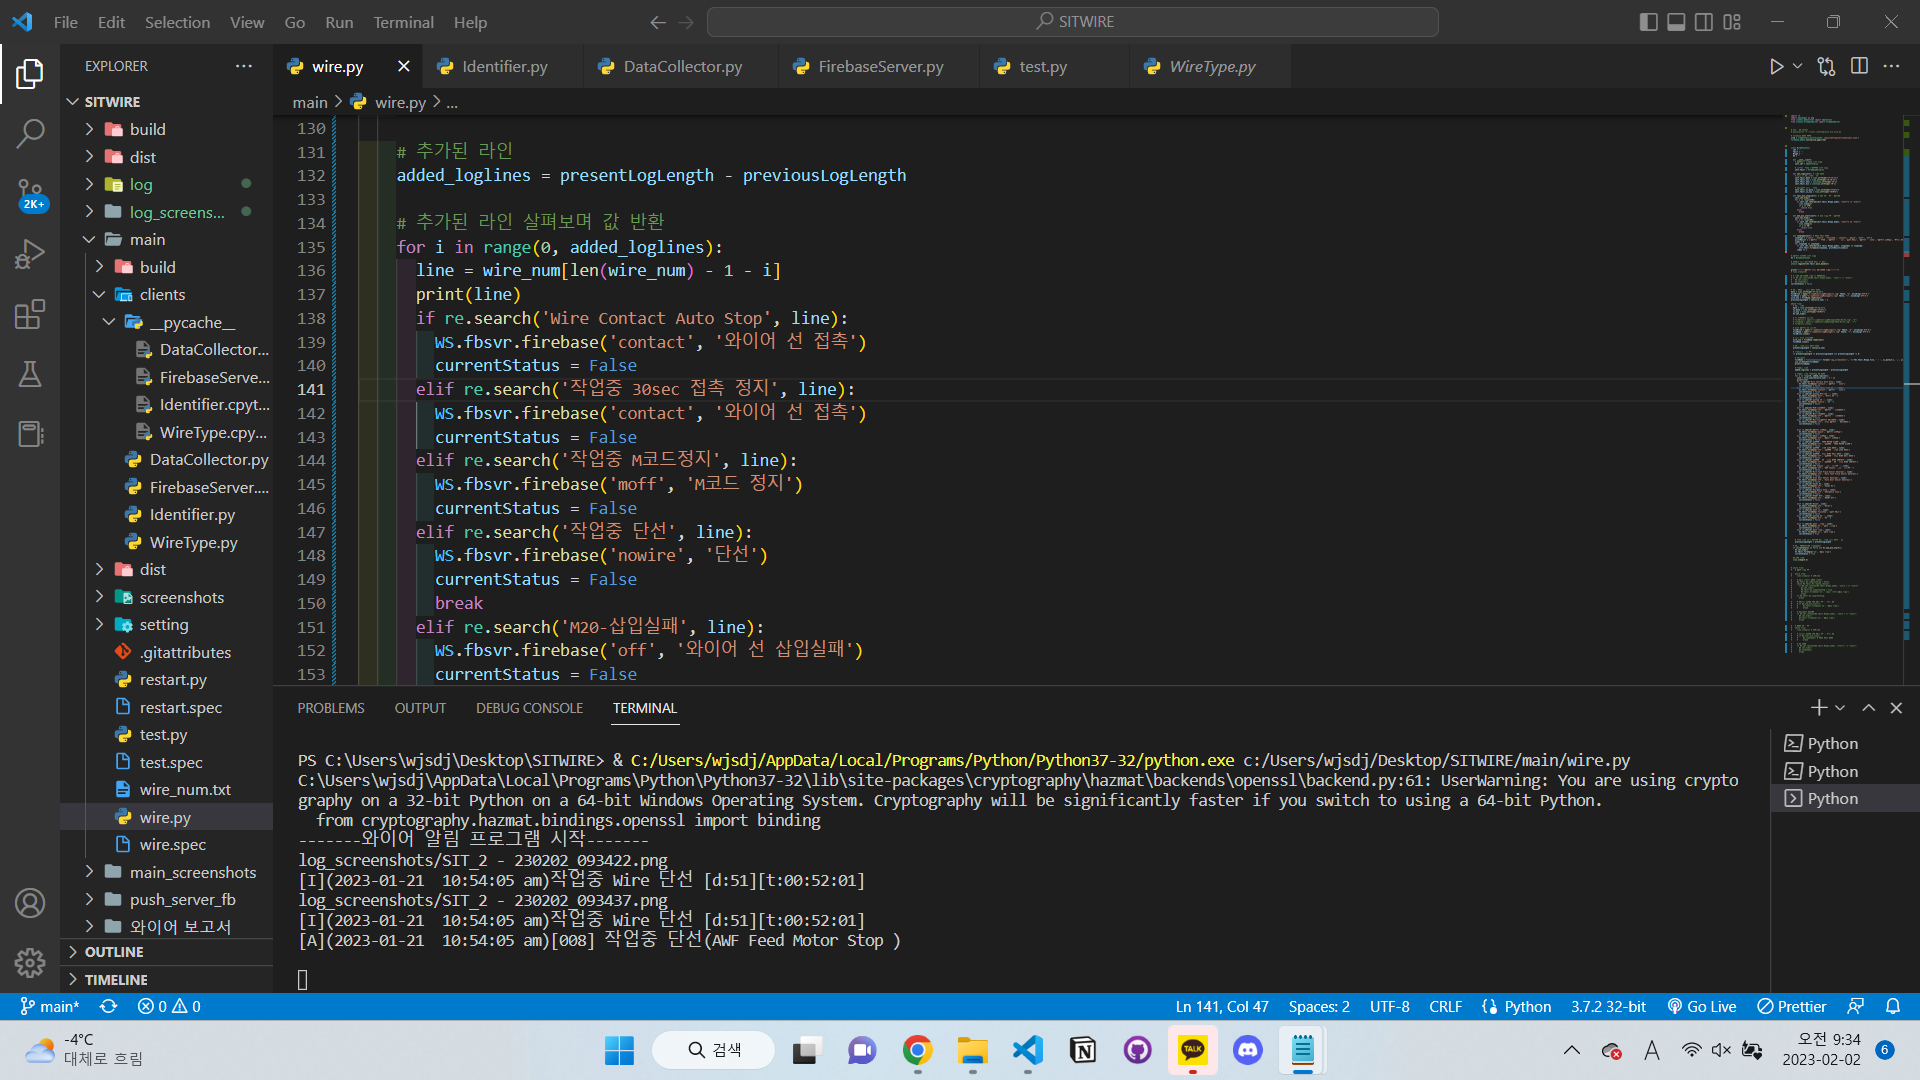 File Edit Selection View Go Run Terminal Help
SITWIRE
EXPLORER
SITWIRE
build
dist
log
log_screens...
main
build
clients
__pycache__
DataCollector...
FirebaseServe...
Identifier.cpyt...
WireType.cpy...
DataCollector.py
FirebaseServer....
Identifier.py
WireType.py
dist
screenshots
setting
.gitattributes
restart.py
restart.spec
test.py
test.spec
wire_num.txt
wire.py
wire.spec
main_screenshots
push_server_fb
와이어 보고서
OUTLINE
TIMELINE
2K+
wire.py Identifier.py DataCollector.py FirebaseServer.py test.py WireType.py
main > wire.py > ...
130
131 # 추가된 라인
132 added_loglines = presentLogLength - previousLogLength
133
134 # 추가된 라인 살펴보며 값 반환
135 for i in range(0, added_loglines):
136 line = wire_num[len(wire_num) - 1 - i]
137 print(line)
138 if re.search('Wire Contact Auto Stop', line):
139 WS.fbsvr.firebase('contact', '와이어 선 접촉')
140 currentStatus = False
141 elif re.search('작업중 30sec 접촉 정지', line):
142 WS.fbsvr.firebase('contact', '와이어 선 접촉')
143 currentStatus = False
144 elif re.search('작업중 M코드정지', line):
145 WS.fbsvr.firebase('moff', 'M코드 정지')
146 currentStatus = False
147 elif re.search('작업중 단선', line):
148 WS.fbsvr.firebase('nowire', '단선')
149 currentStatus = False
150 break
151 elif re.search('M20-삽입실패', line):
152 WS.fbsvr.firebase('off', '와이어 선 삽입실패')
153 currentStatus = False
PROBLEMS OUTPUT DEBUG CONSOLE TERMINAL
PS C:\Users\wjsdj\Desktop\SITWIRE> & C:/Users/wjsdj/AppData/Local/Programs/Python/Python37-32/python.exe c:/Users/wjsdj/Desktop/SITWIRE/main/wire.py
C:\Users\wjsdj\AppData\Local\Programs\Python\Python37-32\lib\site-packages\cryptography\hazmat\backends\openssl\backend.py:61: UserWarning: You are using crypto
graphy on a 32-bit Python on a 64-bit Windows Operating System. Cryptography will be significantly faster if you switch to using a 64-bit Python.
from cryptography.hazmat.bindings.openssl import binding
-------와이어 알림 프로그램 시작-------
log_screenshots/SIT_2 - 230202_093422.png
[I](2023-01-21  10:54:05 am)작업중 Wire 단선 [d:51][t:00:52:01]
log_screenshots/SIT_2 - 230202_093437.png
[I](2023-01-21  10:54:05 am)작업중 Wire 단선 [d:51][t:00:52:01]
[A](2023-01-21  10:54:05 am)[008] 작업중 단선(AWF Feed Motor Stop )
Python
Python
Python
main* 0 0 Ln 141, Col 47 Spaces: 2 UTF-8 CRLF Python 3.7.2 32-bit Go Live Prettier
-4°C
대체로 흐림
검색
TALK
A
오전 9:34
2023-02-02
6